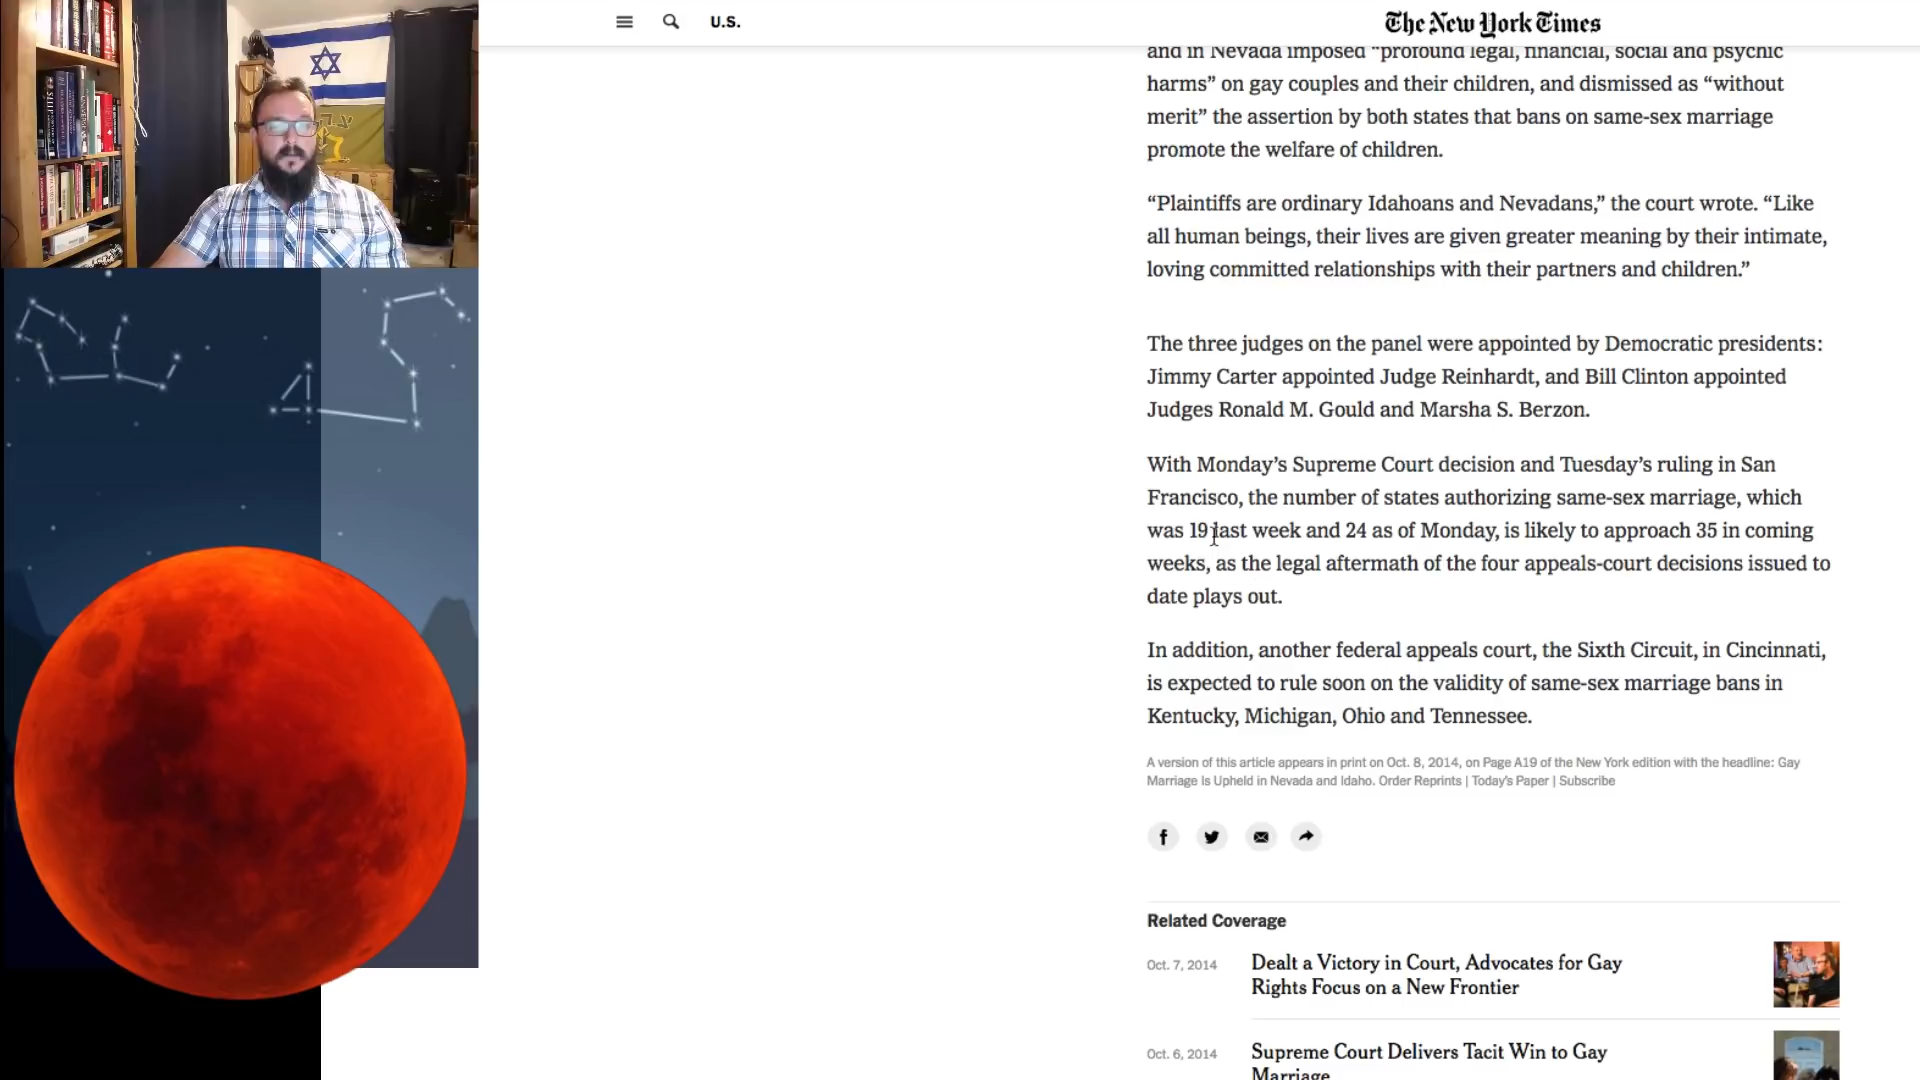 U.S.
The New York Times
and in Nevada imposed “profound legal, financial, social and psychic
harms” on gay couples and their children, and dismissed as “without
merit” the assertion by both states that bans on same-sex marriage
promote the welfare of children.
“Plaintiffs are ordinary Idahoans and Nevadans,” the court wrote. “Like
all human beings, their lives are given greater meaning by their intimate,
loving committed relationships with their partners and children.”
The three judges on the panel were appointed by Democratic presidents:
Jimmy Carter appointed Judge Reinhardt, and Bill Clinton appointed
Judges Ronald M. Gould and Marsha S. Berzon.
With Monday’s Supreme Court decision and Tuesday’s ruling in San
Francisco, the number of states authorizing same-sex marriage, which
was 19 last week and 24 as of Monday, is likely to approach 35 in coming
weeks, as the legal aftermath of the four appeals-court decisions issued to
date plays out.
In addition, another federal appeals court, the Sixth Circuit, in Cincinnati,
is expected to rule soon on the validity of same-sex marriage bans in
Kentucky, Michigan, Ohio and Tennessee.
A version of this article appears in print on Oct. 8, 2014, on Page A19 of the New York edition with the headline: Gay
Marriage Is Upheld in Nevada and Idaho. Order Reprints | Today’s Paper | Subscribe
Related Coverage
Oct. 7, 2014
Dealt a Victory in Court, Advocates for Gay
Rights Focus on a New Frontier
Oct. 6, 2014
Supreme Court Delivers Tacit Win to Gay
Marriage